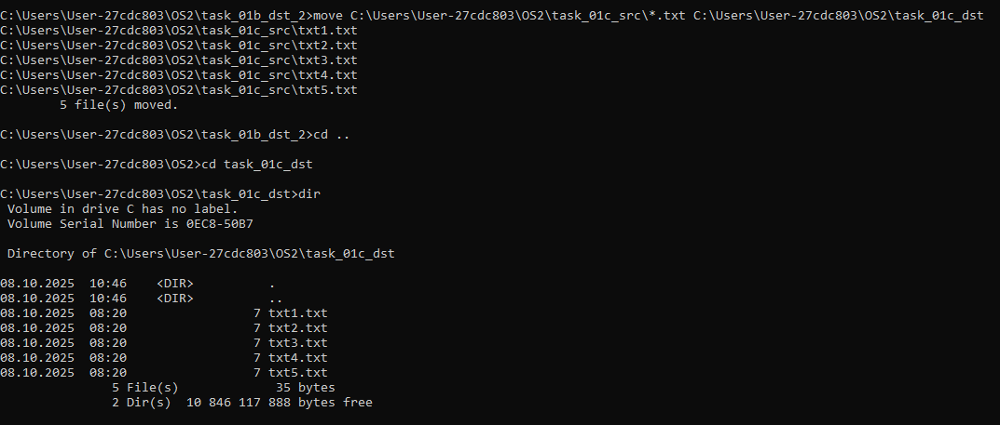 C:\Users\User-27cdc803\OS2\task_01b_dst_2>move C:\Users\User-27cdc803\OS2\task_01c_src\*.txt C:\Users\User-27cdc803\OS2\task_01c_dst
C:\Users\User-27cdc803\OS2\task_01c_src\txt1.txt
C:\Users\User-27cdc803\OS2\task_01c_src\txt2.txt
C:\Users\User-27cdc803\OS2\task_01c_src\txt3.txt
C:\Users\User-27cdc803\OS2\task_01c_src\txt4.txt
C:\Users\User-27cdc803\OS2\task_01c_src\txt5.txt
        5 file(s) moved.

C:\Users\User-27cdc803\OS2\task_01b_dst_2>cd ..

C:\Users\User-27cdc803\OS2>cd task_01c_dst

C:\Users\User-27cdc803\OS2\task_01c_dst>dir
 Volume in drive C has no label.
 Volume Serial Number is 0EC8-50B7

 Directory of C:\Users\User-27cdc803\OS2\task_01c_dst

08.10.2025  10:46    <DIR>          .
08.10.2025  10:46    <DIR>          ..
08.10.2025  08:20                 7 txt1.txt
08.10.2025  08:20                 7 txt2.txt
08.10.2025  08:20                 7 txt3.txt
08.10.2025  08:20                 7 txt4.txt
08.10.2025  08:20                 7 txt5.txt
               5 File(s)             35 bytes
               2 Dir(s)  10 846 117 888 bytes free